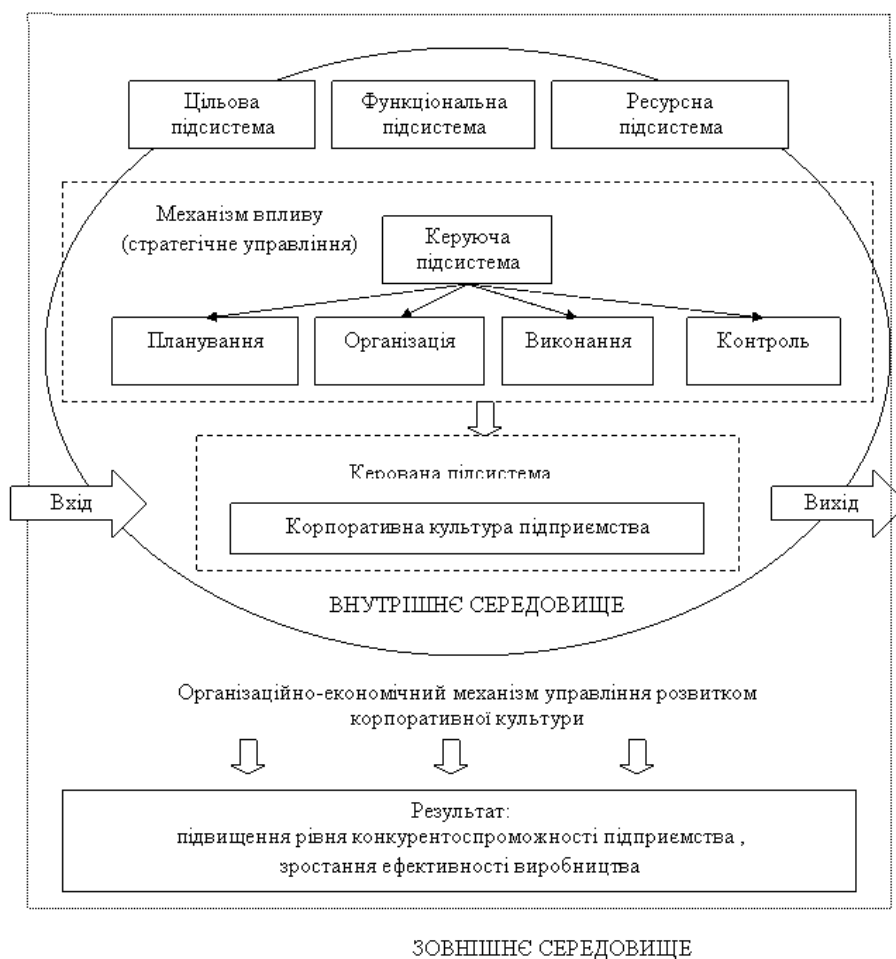 Цільова
підсистема
Функціональна
підсистема
Ресурсна
підсистема
Механізм впливу
(стратегічне управління)
Керуюча
підсистема
Планування
Організація
Виконання
Контроль
Керована підсистема
Вхід
Вихід
Корпоративна культура підприємства
ВНУТРІШНЄ СЕРЕДОВИЩЕ
Організаційно-економічний механізм управління розвитком
корпоративної культури
Результат:
підвищення рівня конкурентоспроможності підприємства ,
зростання ефективності виробництва
ЗОВНІШНЄ СЕРЕДОВИЩЕ